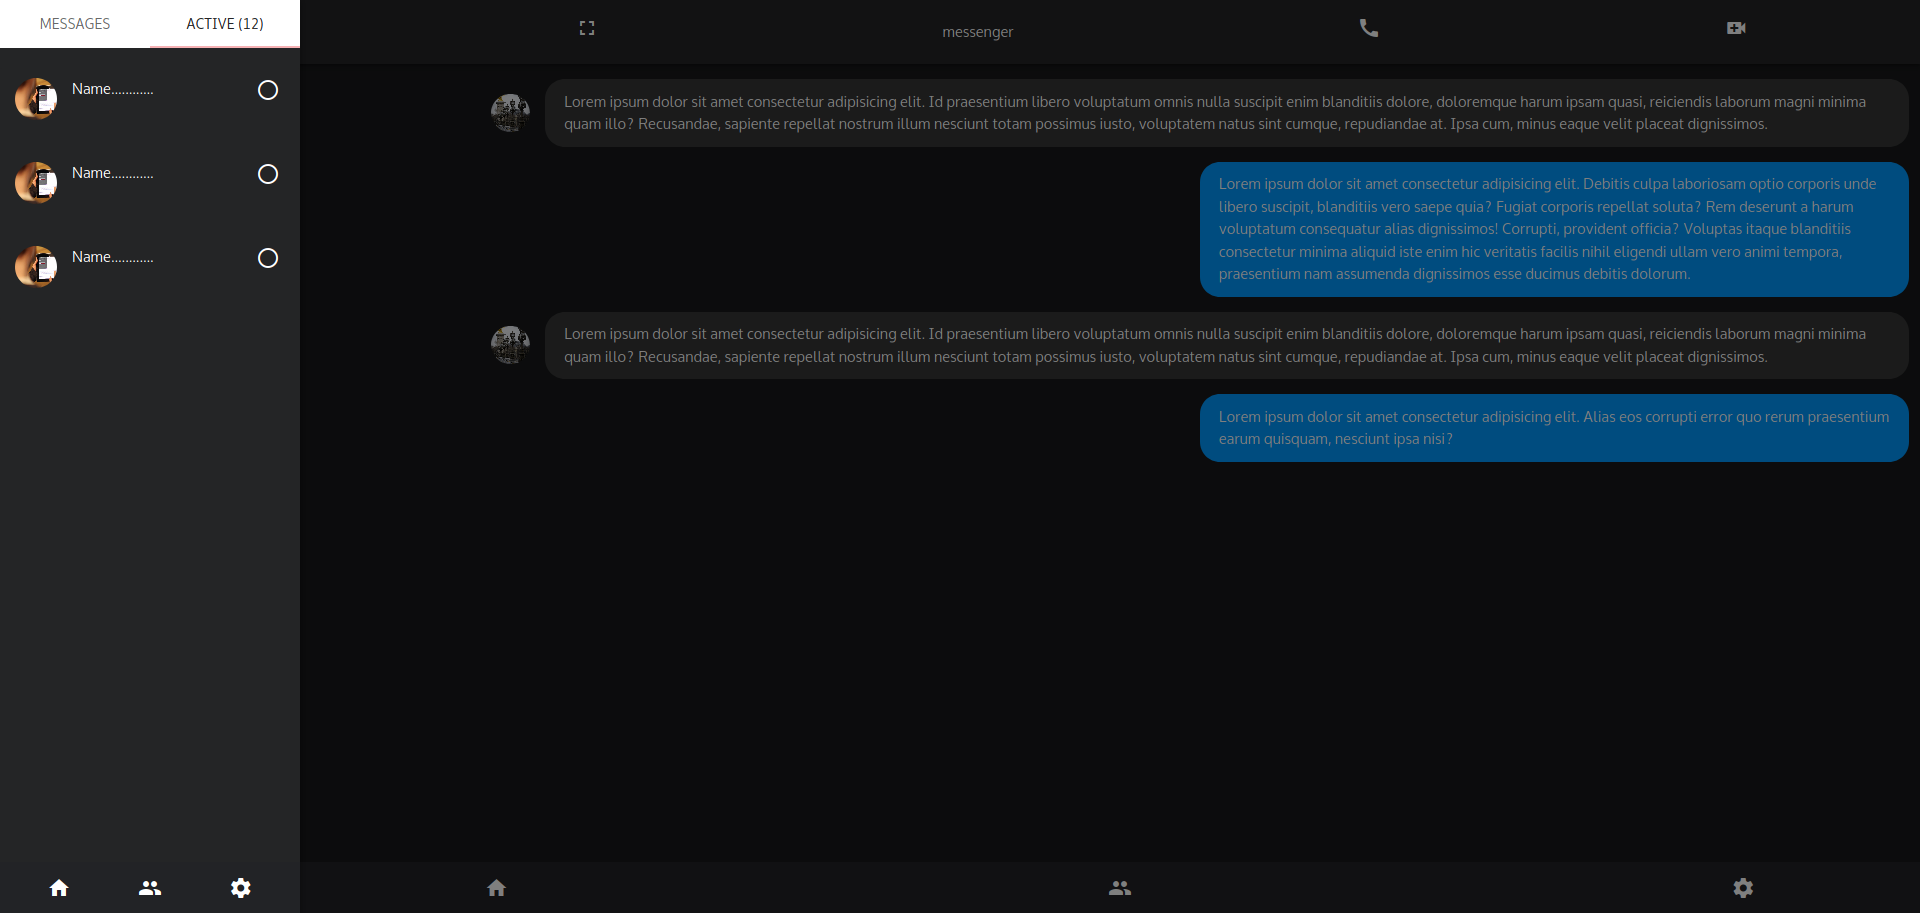 MESSAGES
ACTIVE (12)
Name............
Name............
Name............
messenger
Lorem ipsum dolor sit amet consectetur adipisicing elit. Id praesentium libero voluptatum omnis nulla suscipit enim blanditiis dolore, doloremque harum ipsam quasi, reiciendis laborum magni minima
quam illo? Recusandae, sapiente repellat nostrum illum nesciunt totam possimus iusto, voluptatem natus sint cumque, repudiandae at. Ipsa cum, minus eaque velit placeat dignissimos.
Lorem ipsum dolor sit amet consectetur adipisicing elit. Debitis culpa laboriosam optio corporis unde
libero suscipit, blanditiis vero saepe quia? Fugiat corporis repellat soluta? Rem deserunt a harum
voluptatum consequatur alias dignissimos! Corrupti, provident officia? Voluptas itaque blanditiis
consectetur minima aliquid iste enim hic veritatis facilis nihil eligendi ullam vero animi tempora,
praesentium nam assumenda dignissimos esse ducimus debitis dolorum.
Lorem ipsum dolor sit amet consectetur adipisicing elit. Id praesentium libero voluptatum omnis nulla suscipit enim blanditiis dolore, doloremque harum ipsam quasi, reiciendis laborum magni minima
quam illo? Recusandae, sapiente repellat nostrum illum nesciunt totam possimus iusto, voluptatem natus sint cumque, repudiandae at. Ipsa cum, minus eaque velit placeat dignissimos.
Lorem ipsum dolor sit amet consectetur adipisicing elit. Alias eos corrupti error quo rerum praesentium
earum quisquam, nesciunt ipsa nisi?